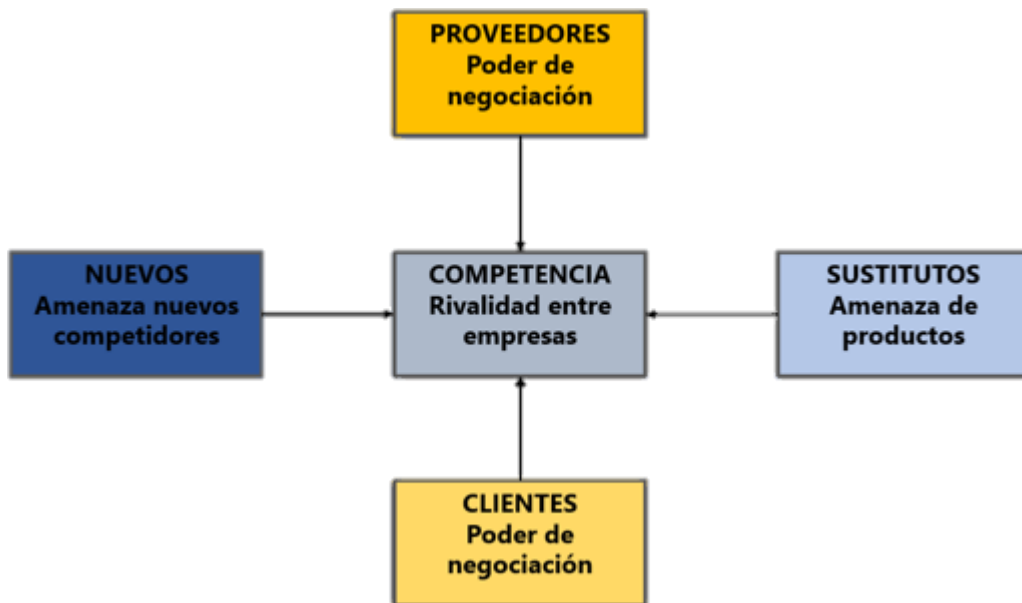 PROVEEDORES
Poder de
negociación
NUEVOS
Amenaza nuevos
competidores
COMPETENCIA
Rivalidad entre
empresas
SUSTITUTOS
Amenaza de
productos
CLIENTES
Poder de
negociación